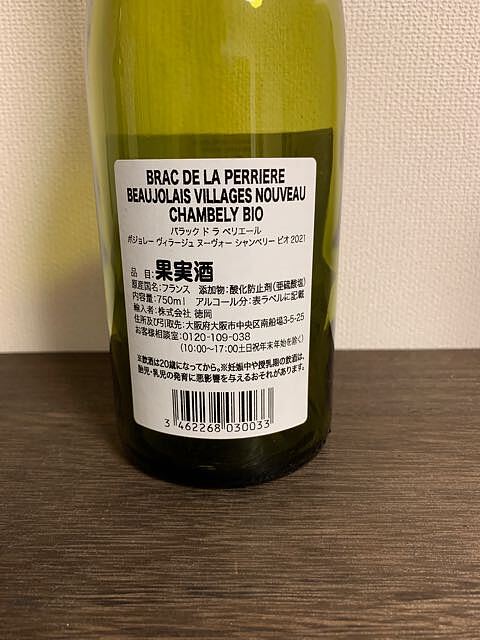 BRAC DE LA PERRIERE
BEAUJOLAIS VILLAGES NOUVEAU
CHAMBELY BIO
バラック ド ラ ペリエール
ボジョレー ヴィラージュ ヌーヴォー シャンベリー ビオ 2021
品 目:果実酒
原産国名:フランス 添加物:酸化防止剤(亜硫酸塩)
内容量:750ml アルコール分:表ラベルに記載
輸入者:株式会社 徳岡
住所及び引取先:大阪府大阪市中央区南船場3-5-25
お客様相談室:0120-109-038
(10:00~17:00土日祝年末年始を除く)
※飲酒は20歳になってから。※妊娠中や授乳期の飲酒は、
胎児・乳児の発育に悪影響を与えるおそれがあります。
3 462268 030033